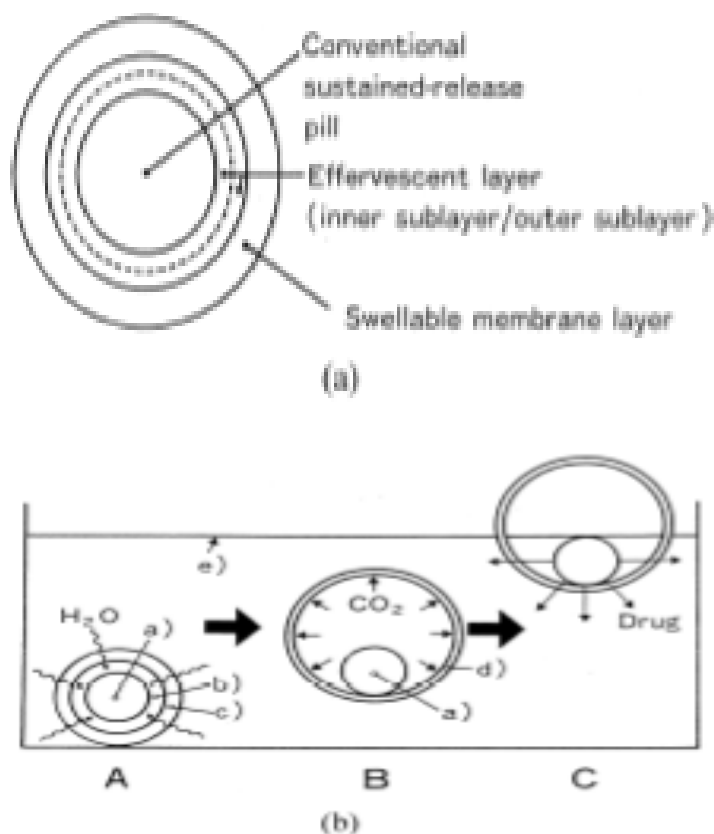 Conventional
sustained-release
pill
Effervescent layer
(inner sublayer/outer sublayer)
Swellable membrane layer
(a)
e)
H₂O
a)
b)
c)
CO₂
d)
a)
Drug
A
B
C
(b)